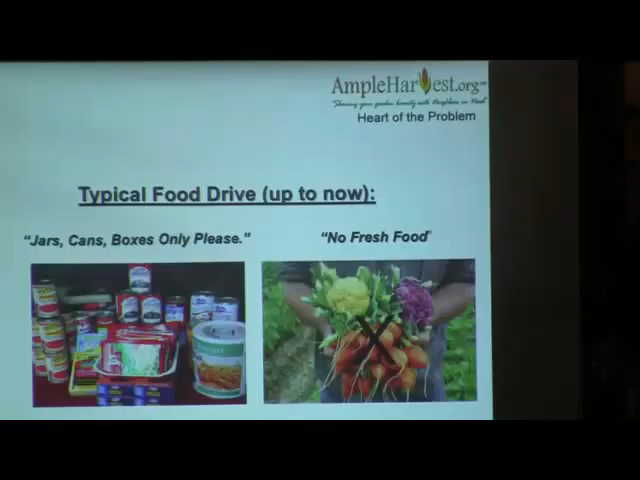 AmpleHarvest.org
"Sharing your garden bounty with Neighbors in Need"
Heart of the Problem
Typical Food Drive (up to now):
"Jars, Cans, Boxes Only Please."
"No Fresh Food"
X